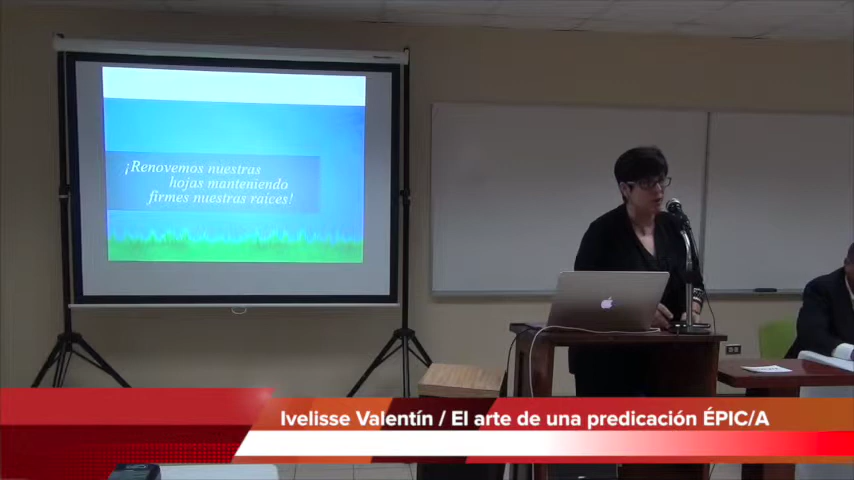 ¡Renovemos nuestras
hojas manteniendo
firmes nuestras raíces!
Ivelisse Valentín / El arte de una predicación ÉPIC/A